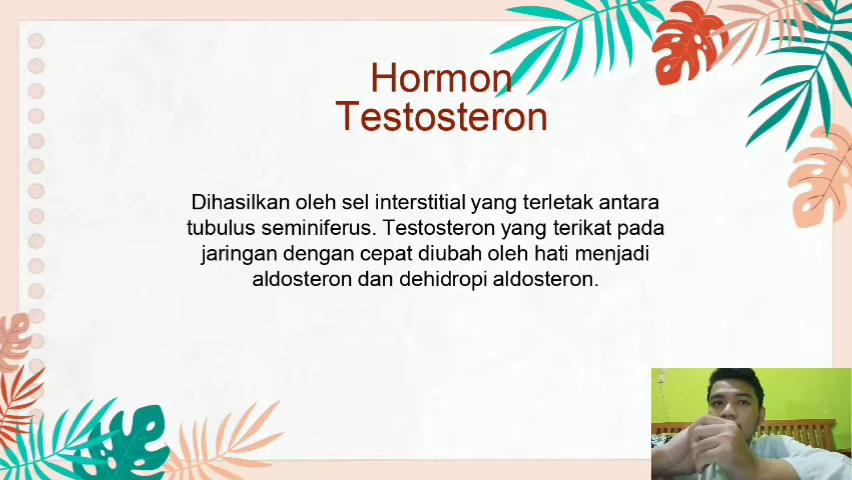 Hormon
Testosteron
Dihasilkan oleh sel interstitial yang terletak antara
tubulus seminiferus. Testosteron yang terikat pada
jaringan dengan cepat diubah oleh hati menjadi
aldosteron dan dehidropi aldosteron.